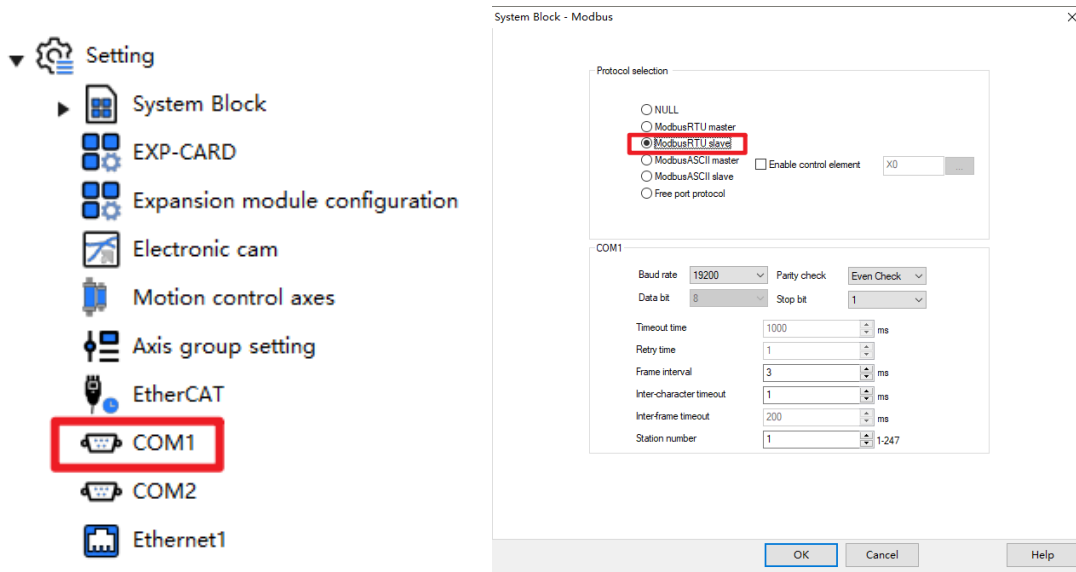 Setting
System Block
EXP-CARD
Expansion module configuration
Electronic cam
Motion control axes
Axis group setting
EtherCAT
COM1
COM2
Ethernet1
System Block - Modbus
Protocol selection
NULL
ModbusRTU master
ModbusRTU slave
ModbusASCII master
Enable control element X0 ...
ModbusASCII slave
Free port protocol
COM1
Baud rate 19200 Parity check Even Check
Data bit 8 Stop bit 1
Timeout time 1000 ms
Retry time 1
Frame interval 3 ms
Inter-character timeout 1 ms
Inter-frame timeout 200 ms
Station number 1 1-247
OK Cancel Help